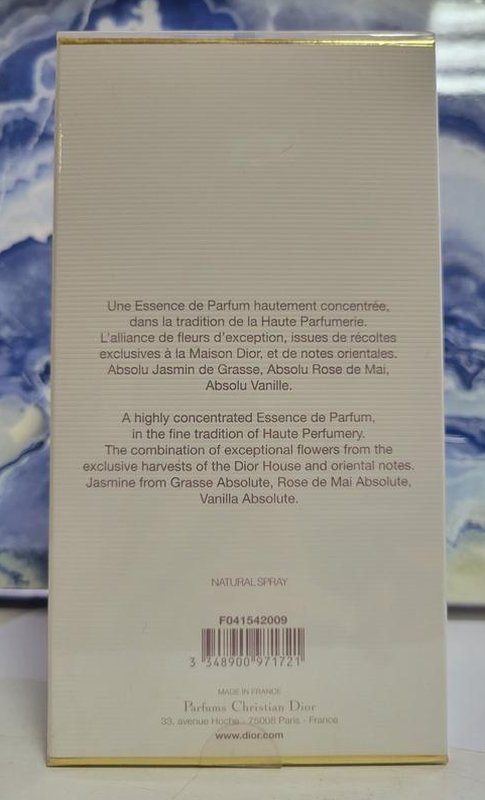 Une Essence de Parfum hautement concentrée,
dans la tradition de la Haute Parfumerie.
L'alliance de fleurs d'exception, issues de récoltes
exclusives à la Maison Dior, et de notes orientales.
Absolu Jasmin de Grasse, Absolu Rose de Mai,
Absolu Vanille.
A highly concentrated Essence de Parfum,
in the fine tradition of Haute Perfumery.
The combination of exceptional flowers from the
exclusive harvests of the Dior House and oriental notes.
Jasmine from Grasse Absolute, Rose de Mai Absolute,
Vanilla Absolute.
NATURAL SPRAY
F041542009
3 348900 971721
MADE IN FRANCE
Parfums Christian Dior
33, avenue Hoche - 75008 Paris - France
www.dior.com